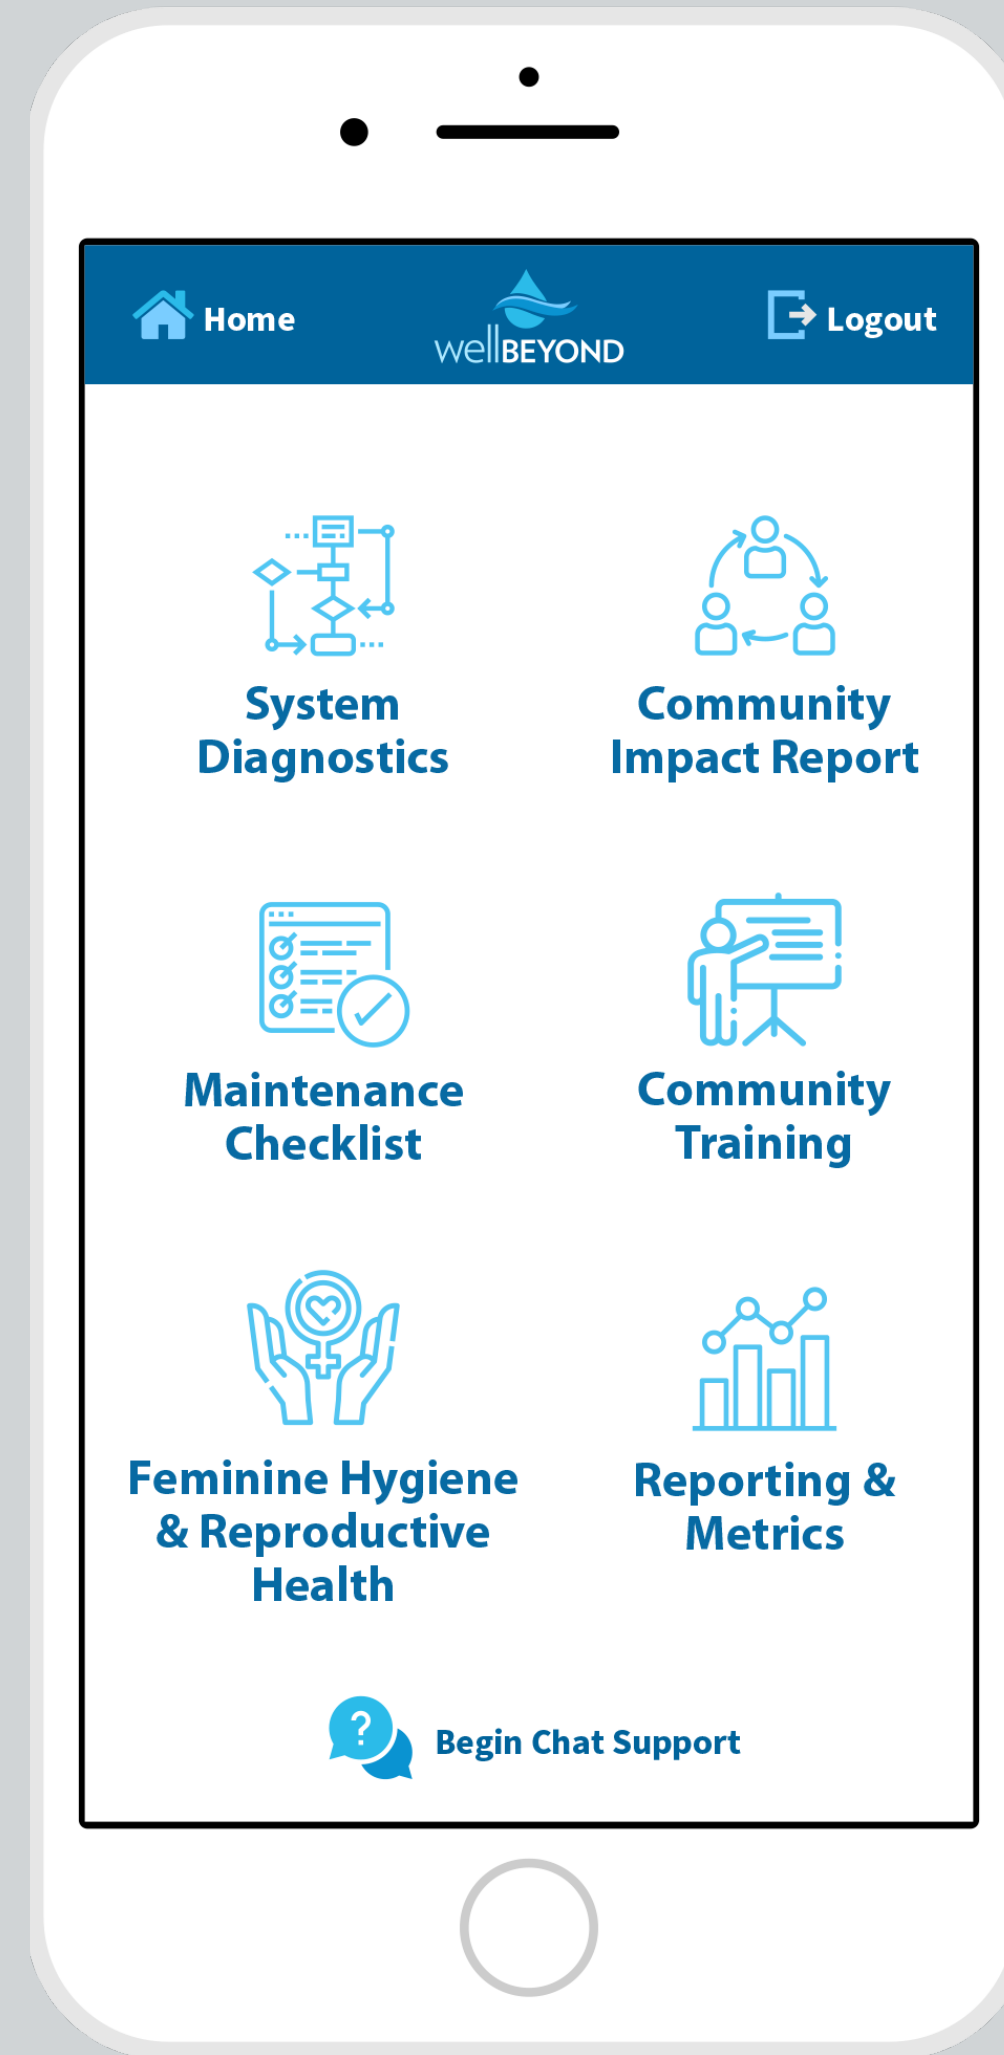 Home
wellBEYOND
Logout
System
Diagnostics
Community
Impact Report
Maintenance
Checklist
Community
Training
Feminine Hygiene
& Reproductive
Health
Reporting &
Metrics
?
Begin Chat Support